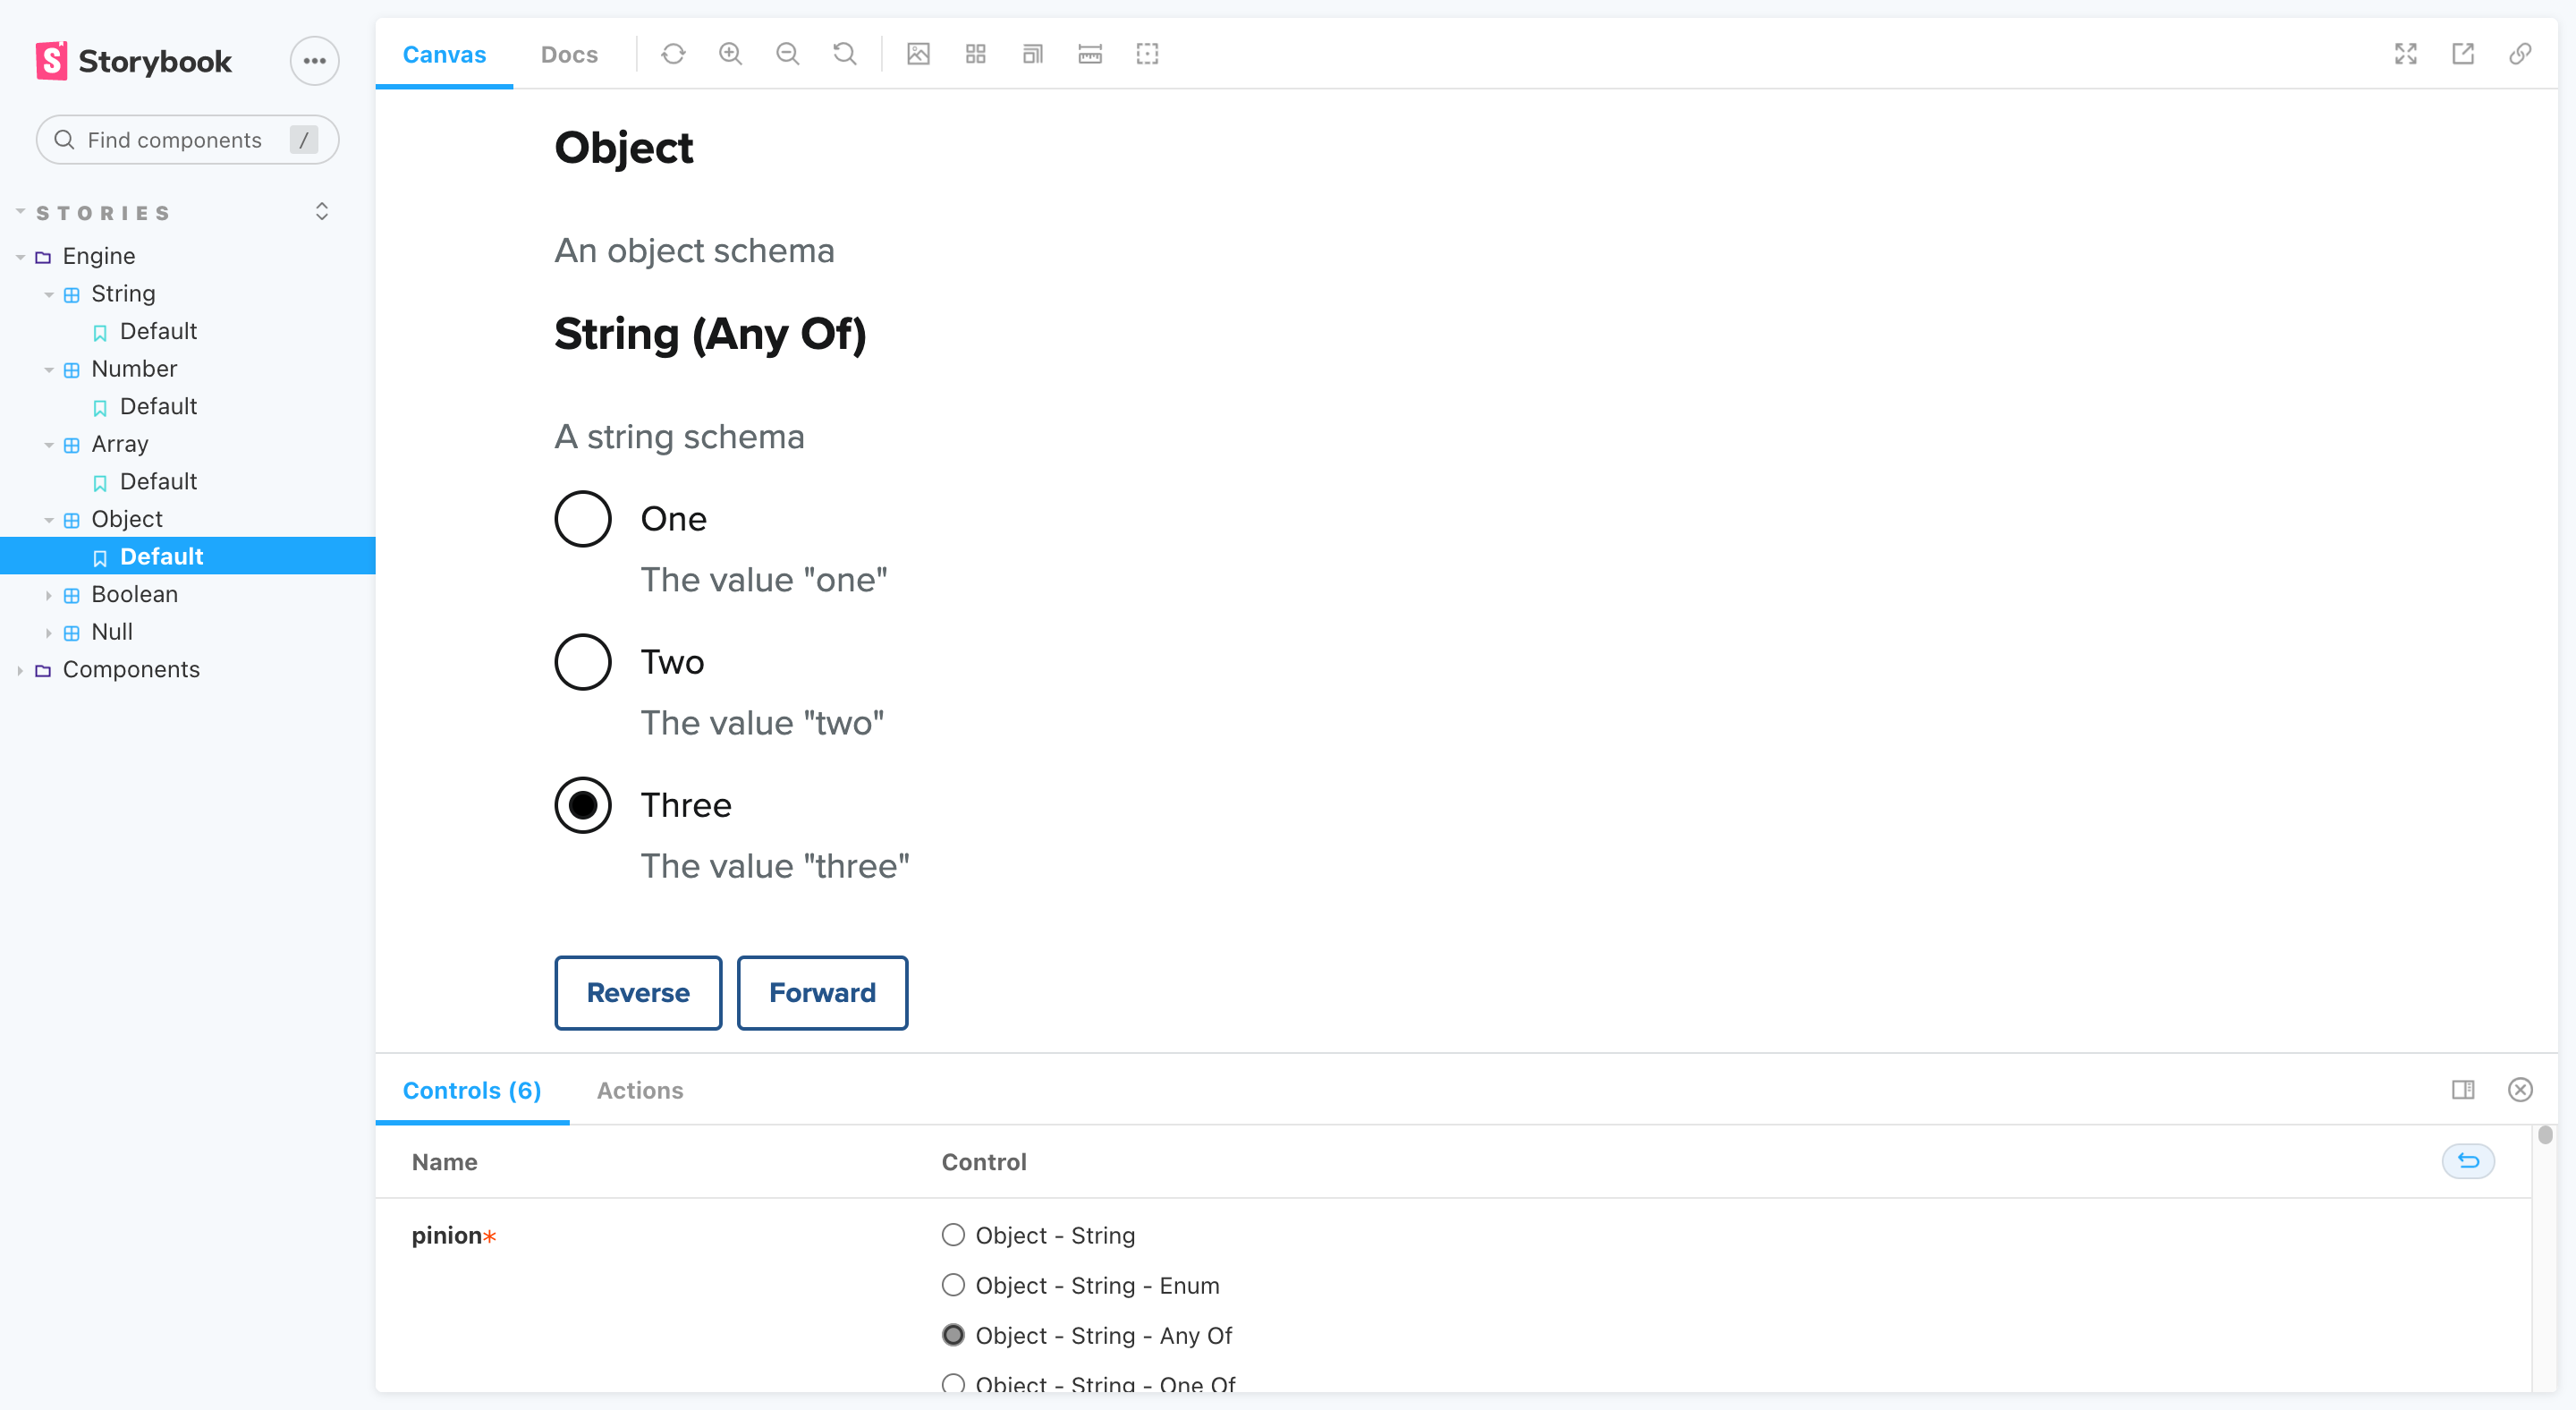 Storybook
Find components /
STORIES
Engine
String
Default
Number
Default
Array
Default
Object
Default
Boolean
Null
Components
Canvas Docs
Object
An object schema
String (Any Of)
A string schema
One
The value "one"
Two
The value "two"
Three
The value "three"
Reverse Forward
Controls (6) Actions
Name Control
pinion* Object - String
Object - String - Enum
Object - String - Any Of
Object - String - One Of